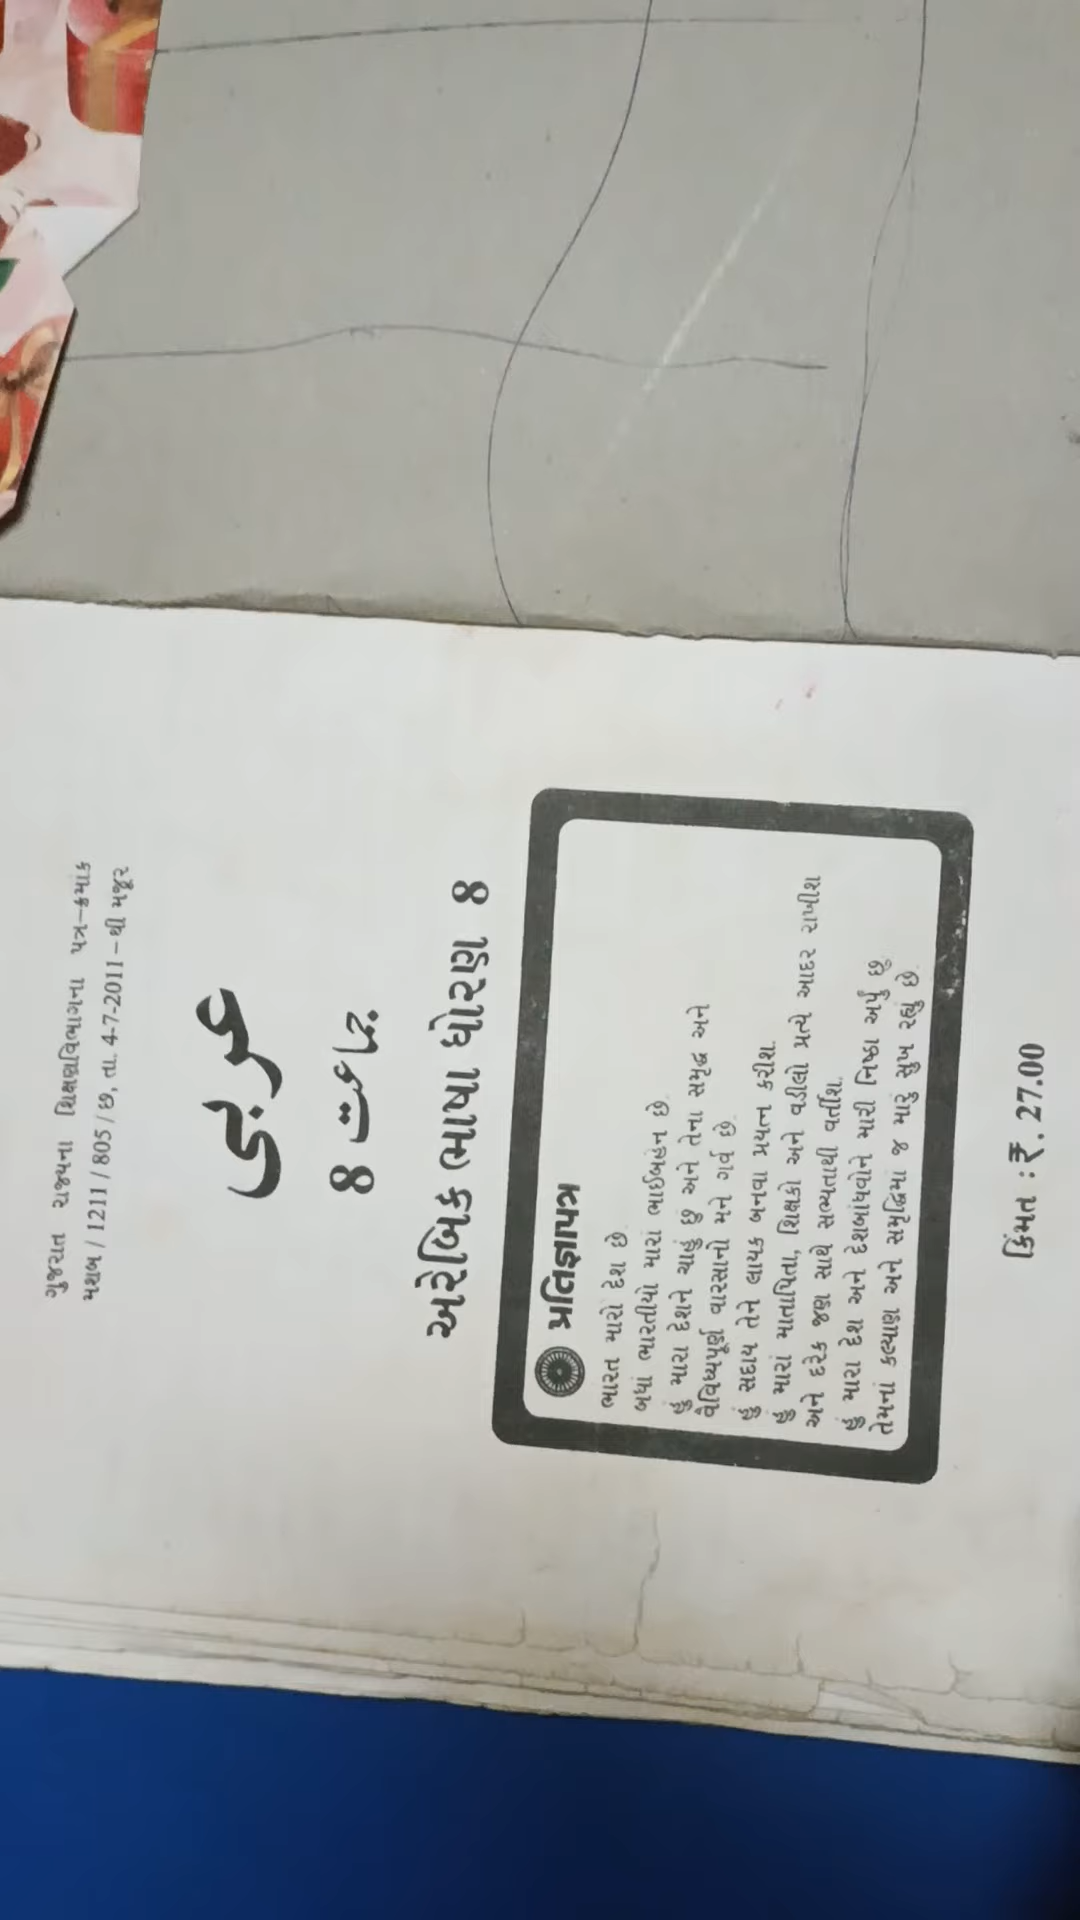 ગુજરાત રાજ્યના શિક્ષણવિભાગના પત્ર-ક્રમાંક
મશબ / 1211 / 805 / છ, તા. 4-7-2011 – થી મંજૂર
عربی
جماعت 8
અરેબિક ભાષા ધોરણ 8
પ્રતિજ્ઞાપત્ર
ભારત મારો દેશ છે.
બધાં ભારતીયો મારાં ભાઈબહેન છે.
હું મારા દેશને ચાહું છું અને તેના સમૃદ્ધ અને
વૈવિધ્યપૂર્ણ વારસાનો મને ગર્વ છે.
હું સદાય તેને લાયક બનવા પ્રયત્ન કરીશ.
હું મારાં માતાપિતા, શિક્ષકો અને વડીલો પ્રત્યે આદર રાખીશ
અને દરેક જણ સાથે સભ્યતાથી વર્તીશ.
હું મારા દેશ અને દેશબાંધવોને મારી નિષ્ઠા અર્પું છું.
તેમનાં કલ્યાણ અને સમૃદ્ધિમાં જ મારું સુખ રહ્યું છે.
કિંમત : રૂ. 27.00